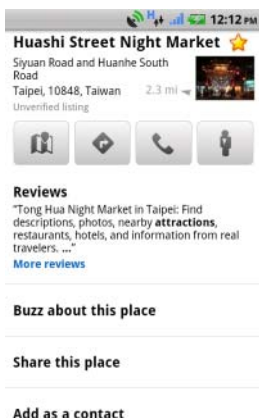 H 12:12 PM
Huashi Street Night Market
Siyuan Road and Huanhe South
Road
Taipei, 10848, Taiwan 2.3 mi
Unverified listing
Reviews
"Tong Hua Night Market in Taipei: Find
descriptions, photos, nearby attractions,
restaurants, hotels, and information from real
travelers. ..."
More reviews
Buzz about this place
Share this place
Add as a contact